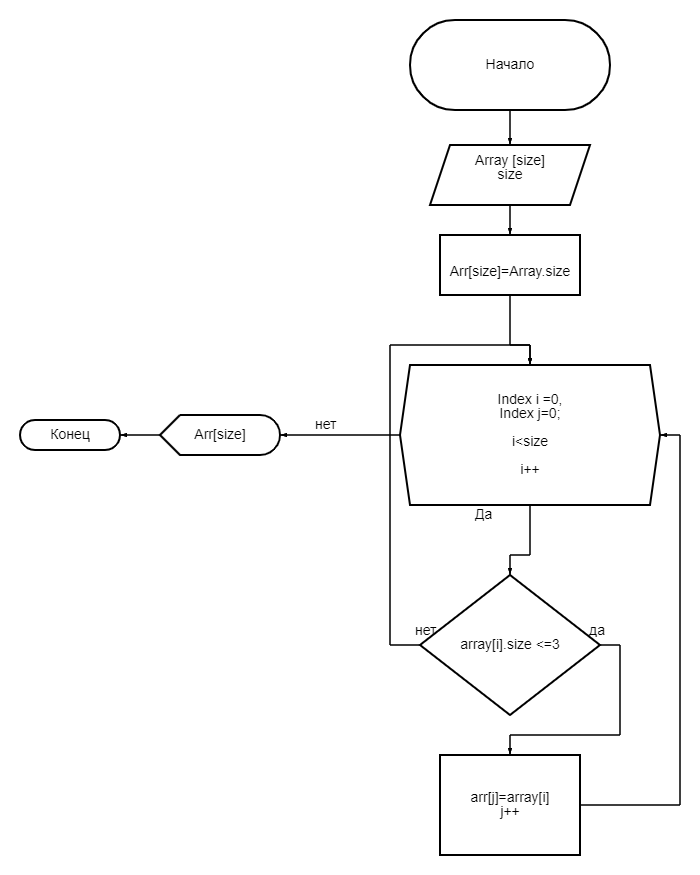 Начало
Array [size]
size
Arr[size]=Array.size
Index i =0,
Index j=0;
i<size
i++
нет
Arr[size]
Конец
Да
array[i].size <=3
нет
да
arr[j]=array[i]
j++